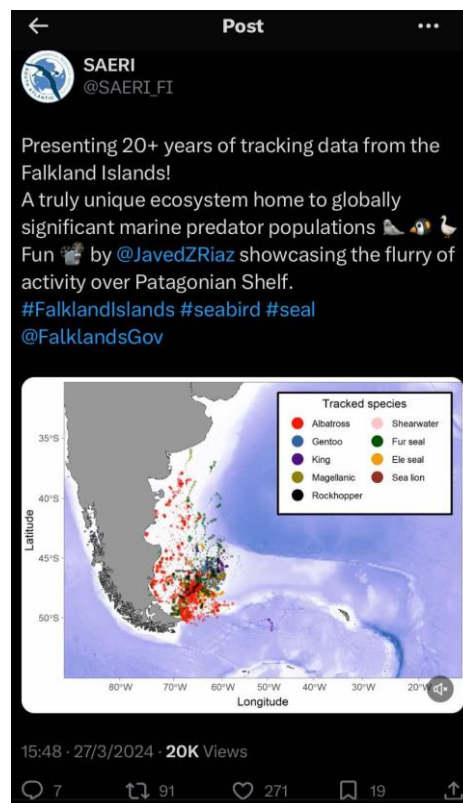 Post
SAERI
@SAERI_FI
Presenting 20+ years of tracking data from the
Falkland Islands!
A truly unique ecosystem home to globally
significant marine predator populations 🦭 🐧 🪿
Fun 📽️ by @JavedZRiaz showcasing the flurry of
activity over Patagonian Shelf.
#FalklandIslands #seabird #seal
@FalklandsGov
Tracked species
Albatross Shearwater
Gentoo Fur seal
King Ele seal
Magellanic Sea lion
Rockhopper
35°S
40°S
45°S
50°S
Latitude
80°W 70°W 60°W 50°W 40°W 30°W 20°W
Longitude
15:48 · 27/3/2024 · 20K Views
7 91 271 19